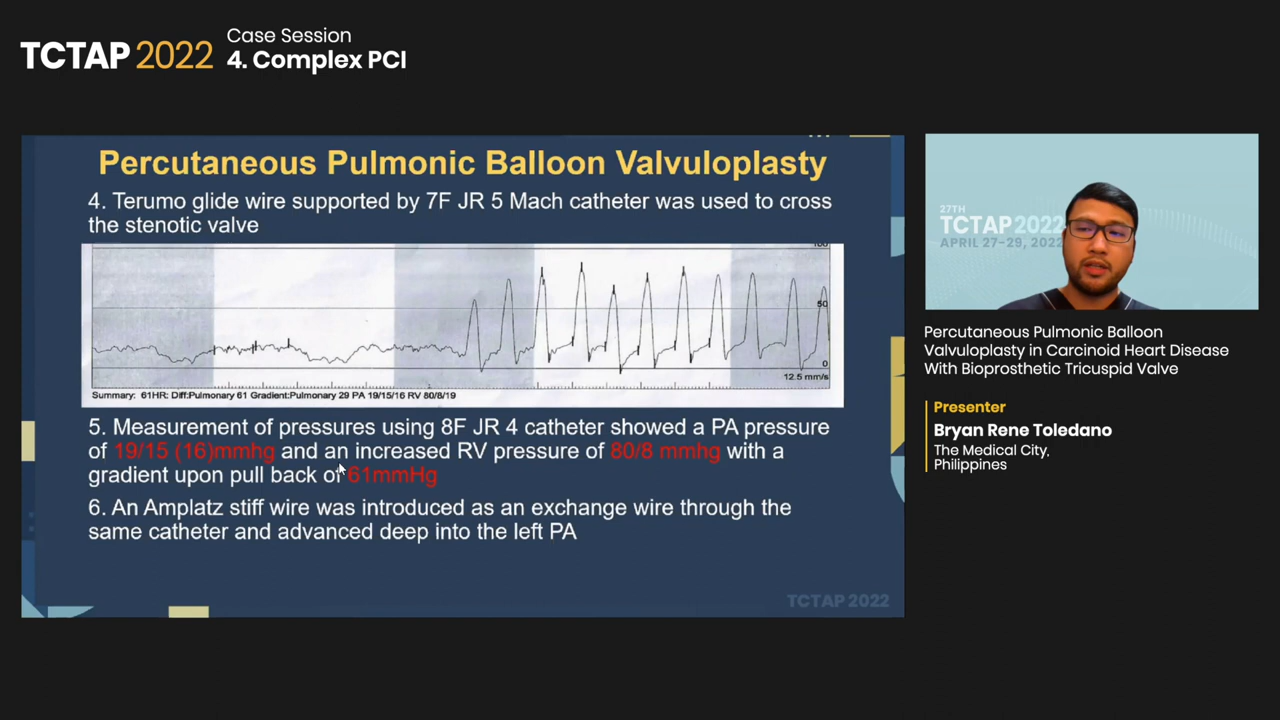 TCTAP 2022
Case Session
4. Complex PCI
Percutaneous Pulmonic Balloon Valvuloplasty
4. Terumo glide wire supported by 7F JR 5 Mach catheter was used to cross
the stenotic valve
100
50
0
12.5 mm/s
Summary: 61HR: Diff:Pulmonary 61 Gradient:Pulmonary 29 PA 19/15/16 RV 80/8/19
5. Measurement of pressures using 8F JR 4 catheter showed a PA pressure
of 19/15 (16)mmhg and an increased RV pressure of 80/8 mmhg with a
gradient upon pull back of 61mmHg
6. An Amplatz stiff wire was introduced as an exchange wire through the
same catheter and advanced deep into the left PA
TCTAP 2022
27TH
TCTAP 2022
APRIL 27-29, 2022
Percutaneous Pulmonic Balloon
Valvuloplasty in Carcinoid Heart Disease
With Bioprosthetic Tricuspid Valve
Presenter
Bryan Rene Toledano
The Medical City,
Philippines